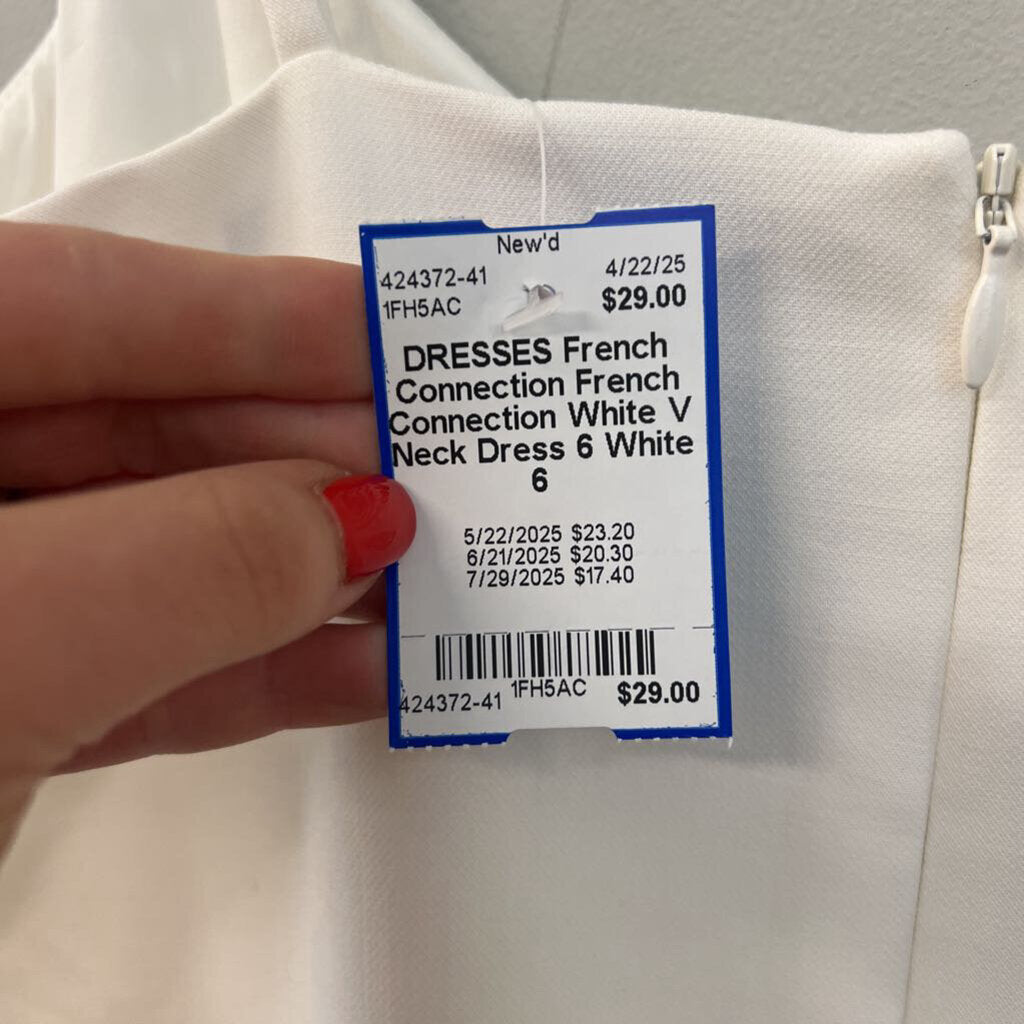 New'd
424372-41 4/22/25
1FH5AC $29.00
DRESSES French
Connection French
Connection White V
Neck Dress 6 White
6
5/22/2025 $23.20
6/21/2025 $20.30
7/29/2025 $17.40
424372-41 1FH5AC $29.00